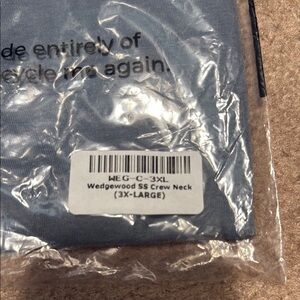 de entirely of
cycle me again.
WEG-C-3XL
Wedgewood SS Crew Neck
(3X-LARGE)